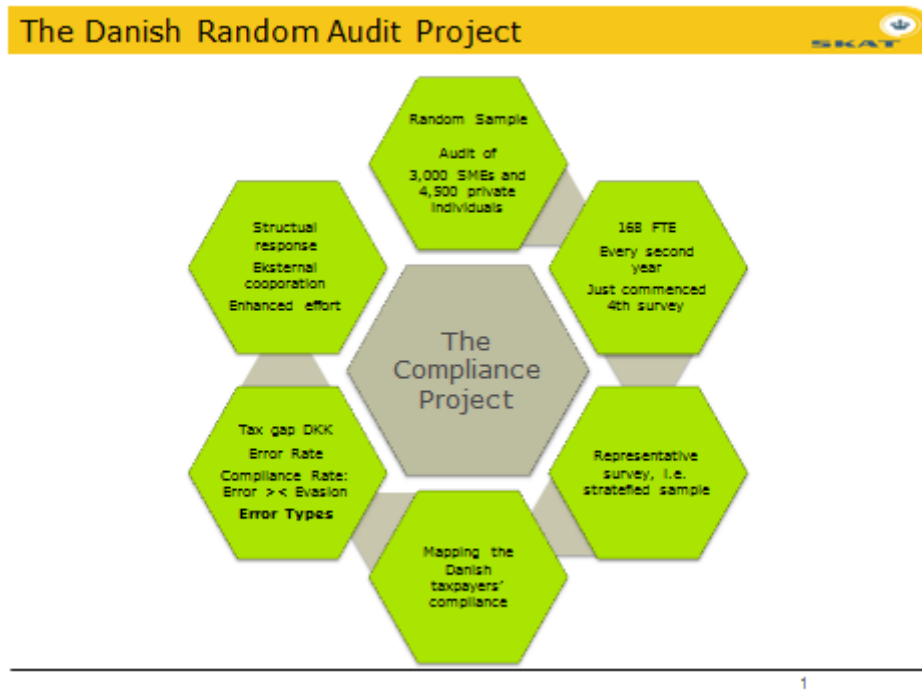 The Danish Random Audit Project
SKAT
Random Sample
Audit of
3,000 SMEs and
4,500 private
individuals
168 FTE
Every second
year
Just commenced
4th survey
Representative
survey, i.e.
stratefied sample
Mapping the
Danish
taxpayers'
compliance
Tax gap DKK
Error Rate
Compliance Rate:
Error >< Evasion
Error Types
Structual
response
Eksternal
cooporation
Enhanced effort
The
Compliance
Project
1